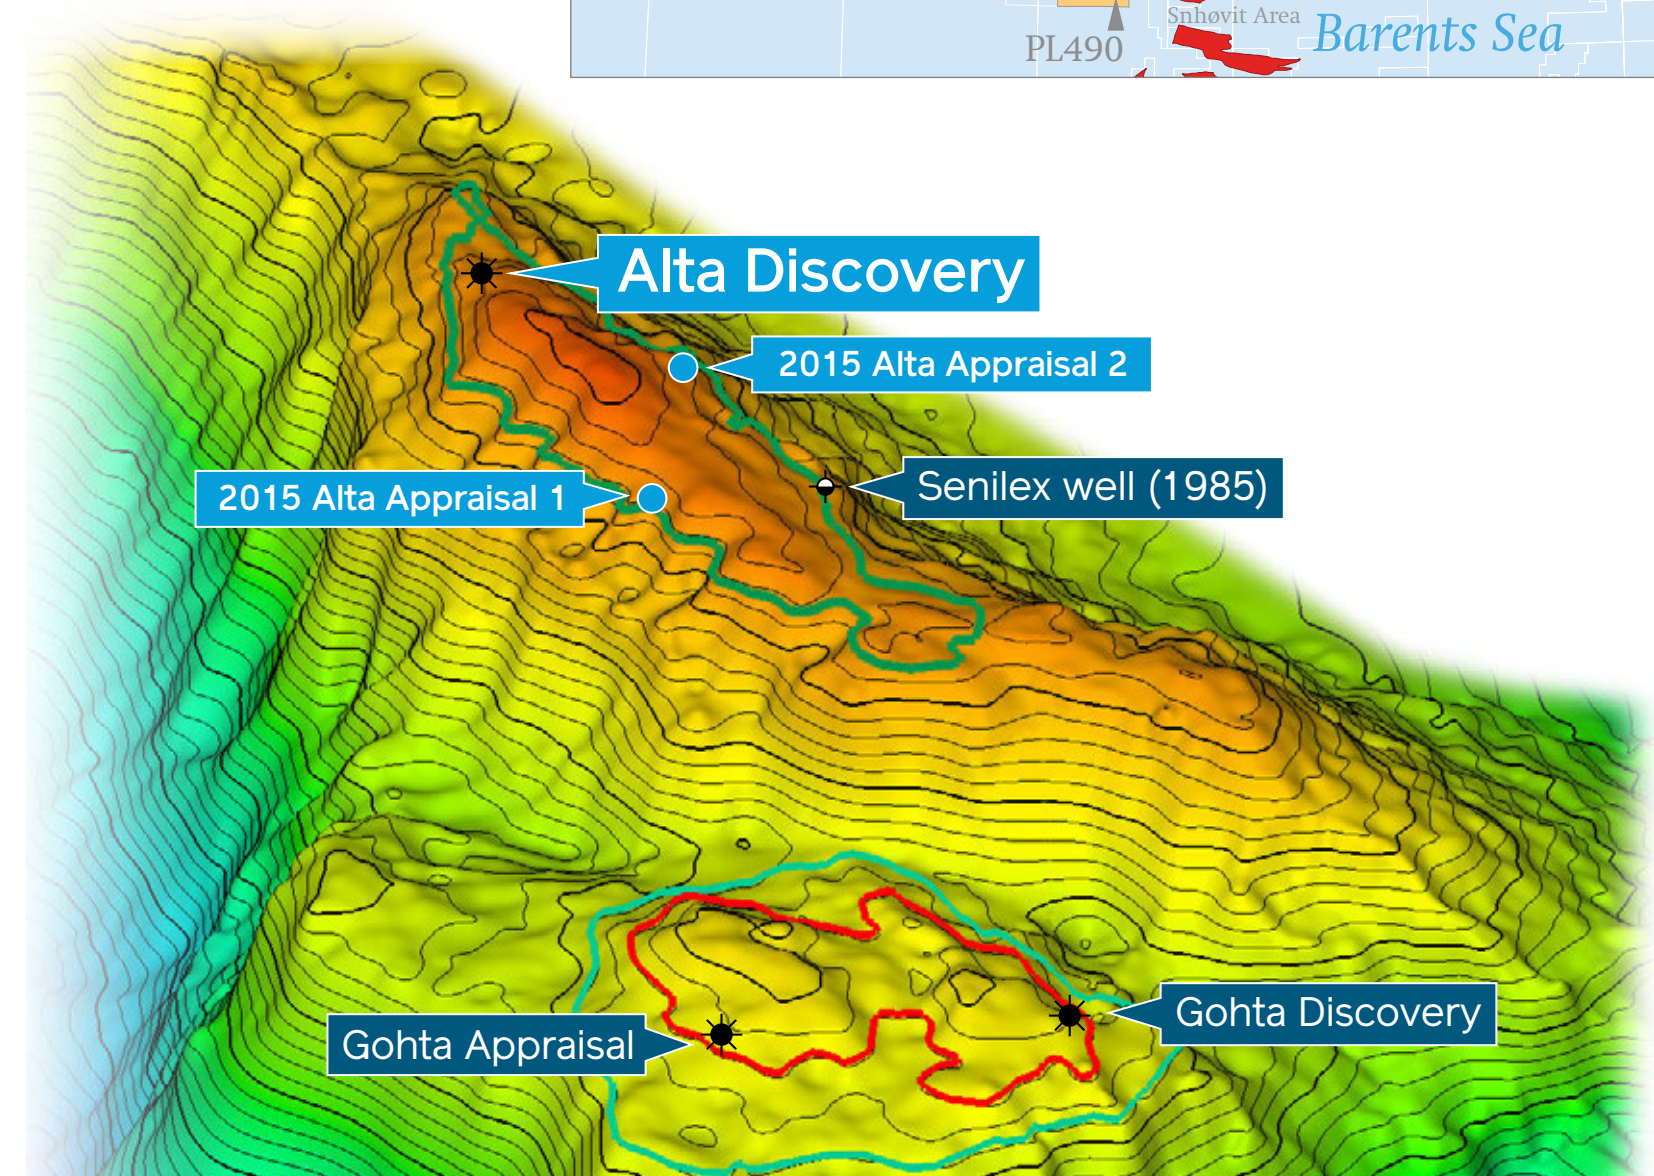 Snhøvit Area
PL490
Barents Sea
Alta Discovery
2015 Alta Appraisal 2
Senilex well (1985)
2015 Alta Appraisal 1
Gohta Discovery
Gohta Appraisal